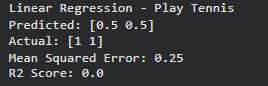 Linear Regression - Play Tennis
Predicted: [0.5 0.5]
Actual: [1 1]
Mean Squared Error: 0.25
R2 Score: 0.0